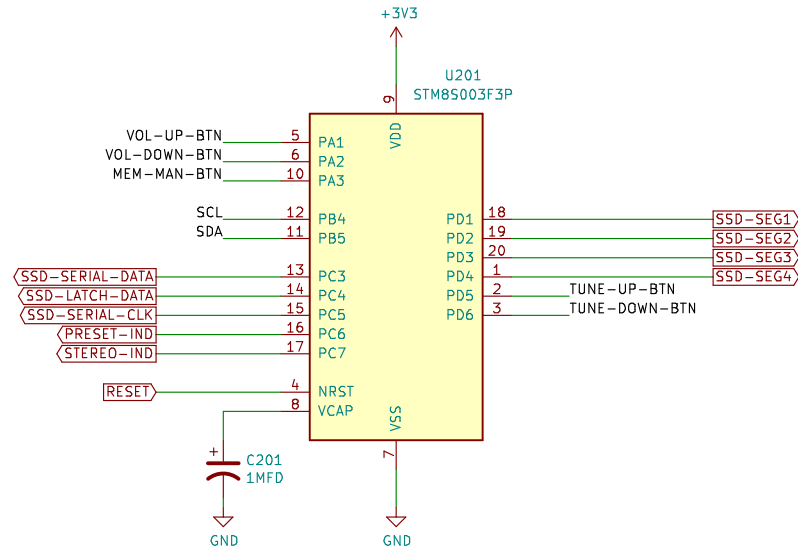 +3V3
U201
STM8S003F3P
9
VDD
VOL-UP-BTN 5 PA1
VOL-DOWN-BTN 6 PA2
MEM-MAN-BTN 10 PA3
SCL 12 PB4 PD1 18 SSD-SEG1
SDA 11 PB5 PD2 19 SSD-SEG2
PD3 20 SSD-SEG3
SSD-SERIAL-DATA 13 PC3 PD4 1 SSD-SEG4
SSD-LATCH-DATA 14 PC4 PD5 2 TUNE-UP-BTN
SSD-SERIAL-CLK 15 PC5 PD6 3 TUNE-DOWN-BTN
PRESET-IND 16 PC6
STEREO-IND 17 PC7
RESET 4 NRST
8 VCAP
VSS
7
+
C201
1MFD
GND
GND